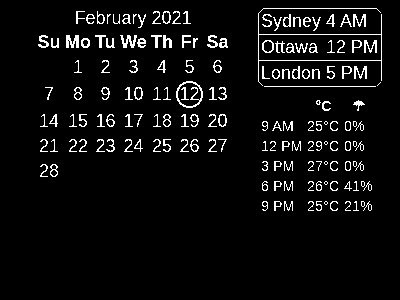 February 2021
Su Mo Tu We Th Fr Sa
1 2 3 4 5 6
7 8 9 10 11 12 13
14 15 16 17 18 19 20
21 22 23 24 25 26 27
28
Sydney 4 AM
Ottawa 12 PM
London 5 PM
°C ☂
9 AM 25°C 0%
12 PM 29°C 0%
3 PM 27°C 0%
6 PM 26°C 41%
9 PM 25°C 21%